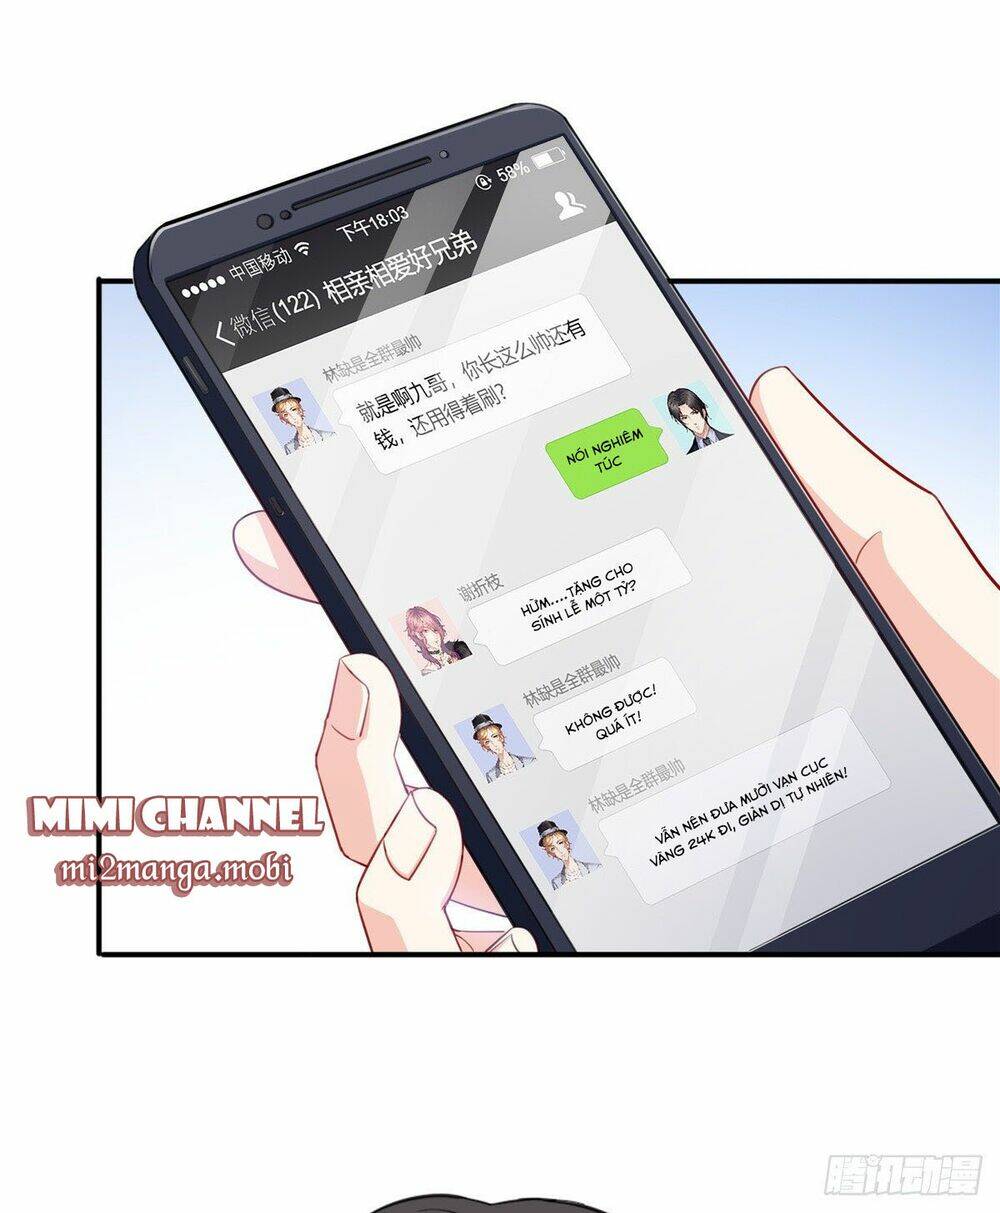 中国移动 下午18:03 58%
微信(122) 相亲相爱好兄弟
林缺是全群最帅
就是啊九哥，你长这么帅还有
钱，还用得着刷?
NÓI NGHIÊM
TÚC
谢折枝
HỪM....TĂNG CHO
SÍNH LỄ MỘT TỶ?
林缺是全群最帅
KHÔNG ĐƯỢC!
QUÁ ÍT!
林缺是全群最帅
VẪN NÊN ĐƯA MƯỜI VẠN CỤC
VÀNG 24K ĐI, GIẢN DỊ TỰ NHIÊN!
MIMI CHANNEL
mi2manga.mobi
腾讯动漫